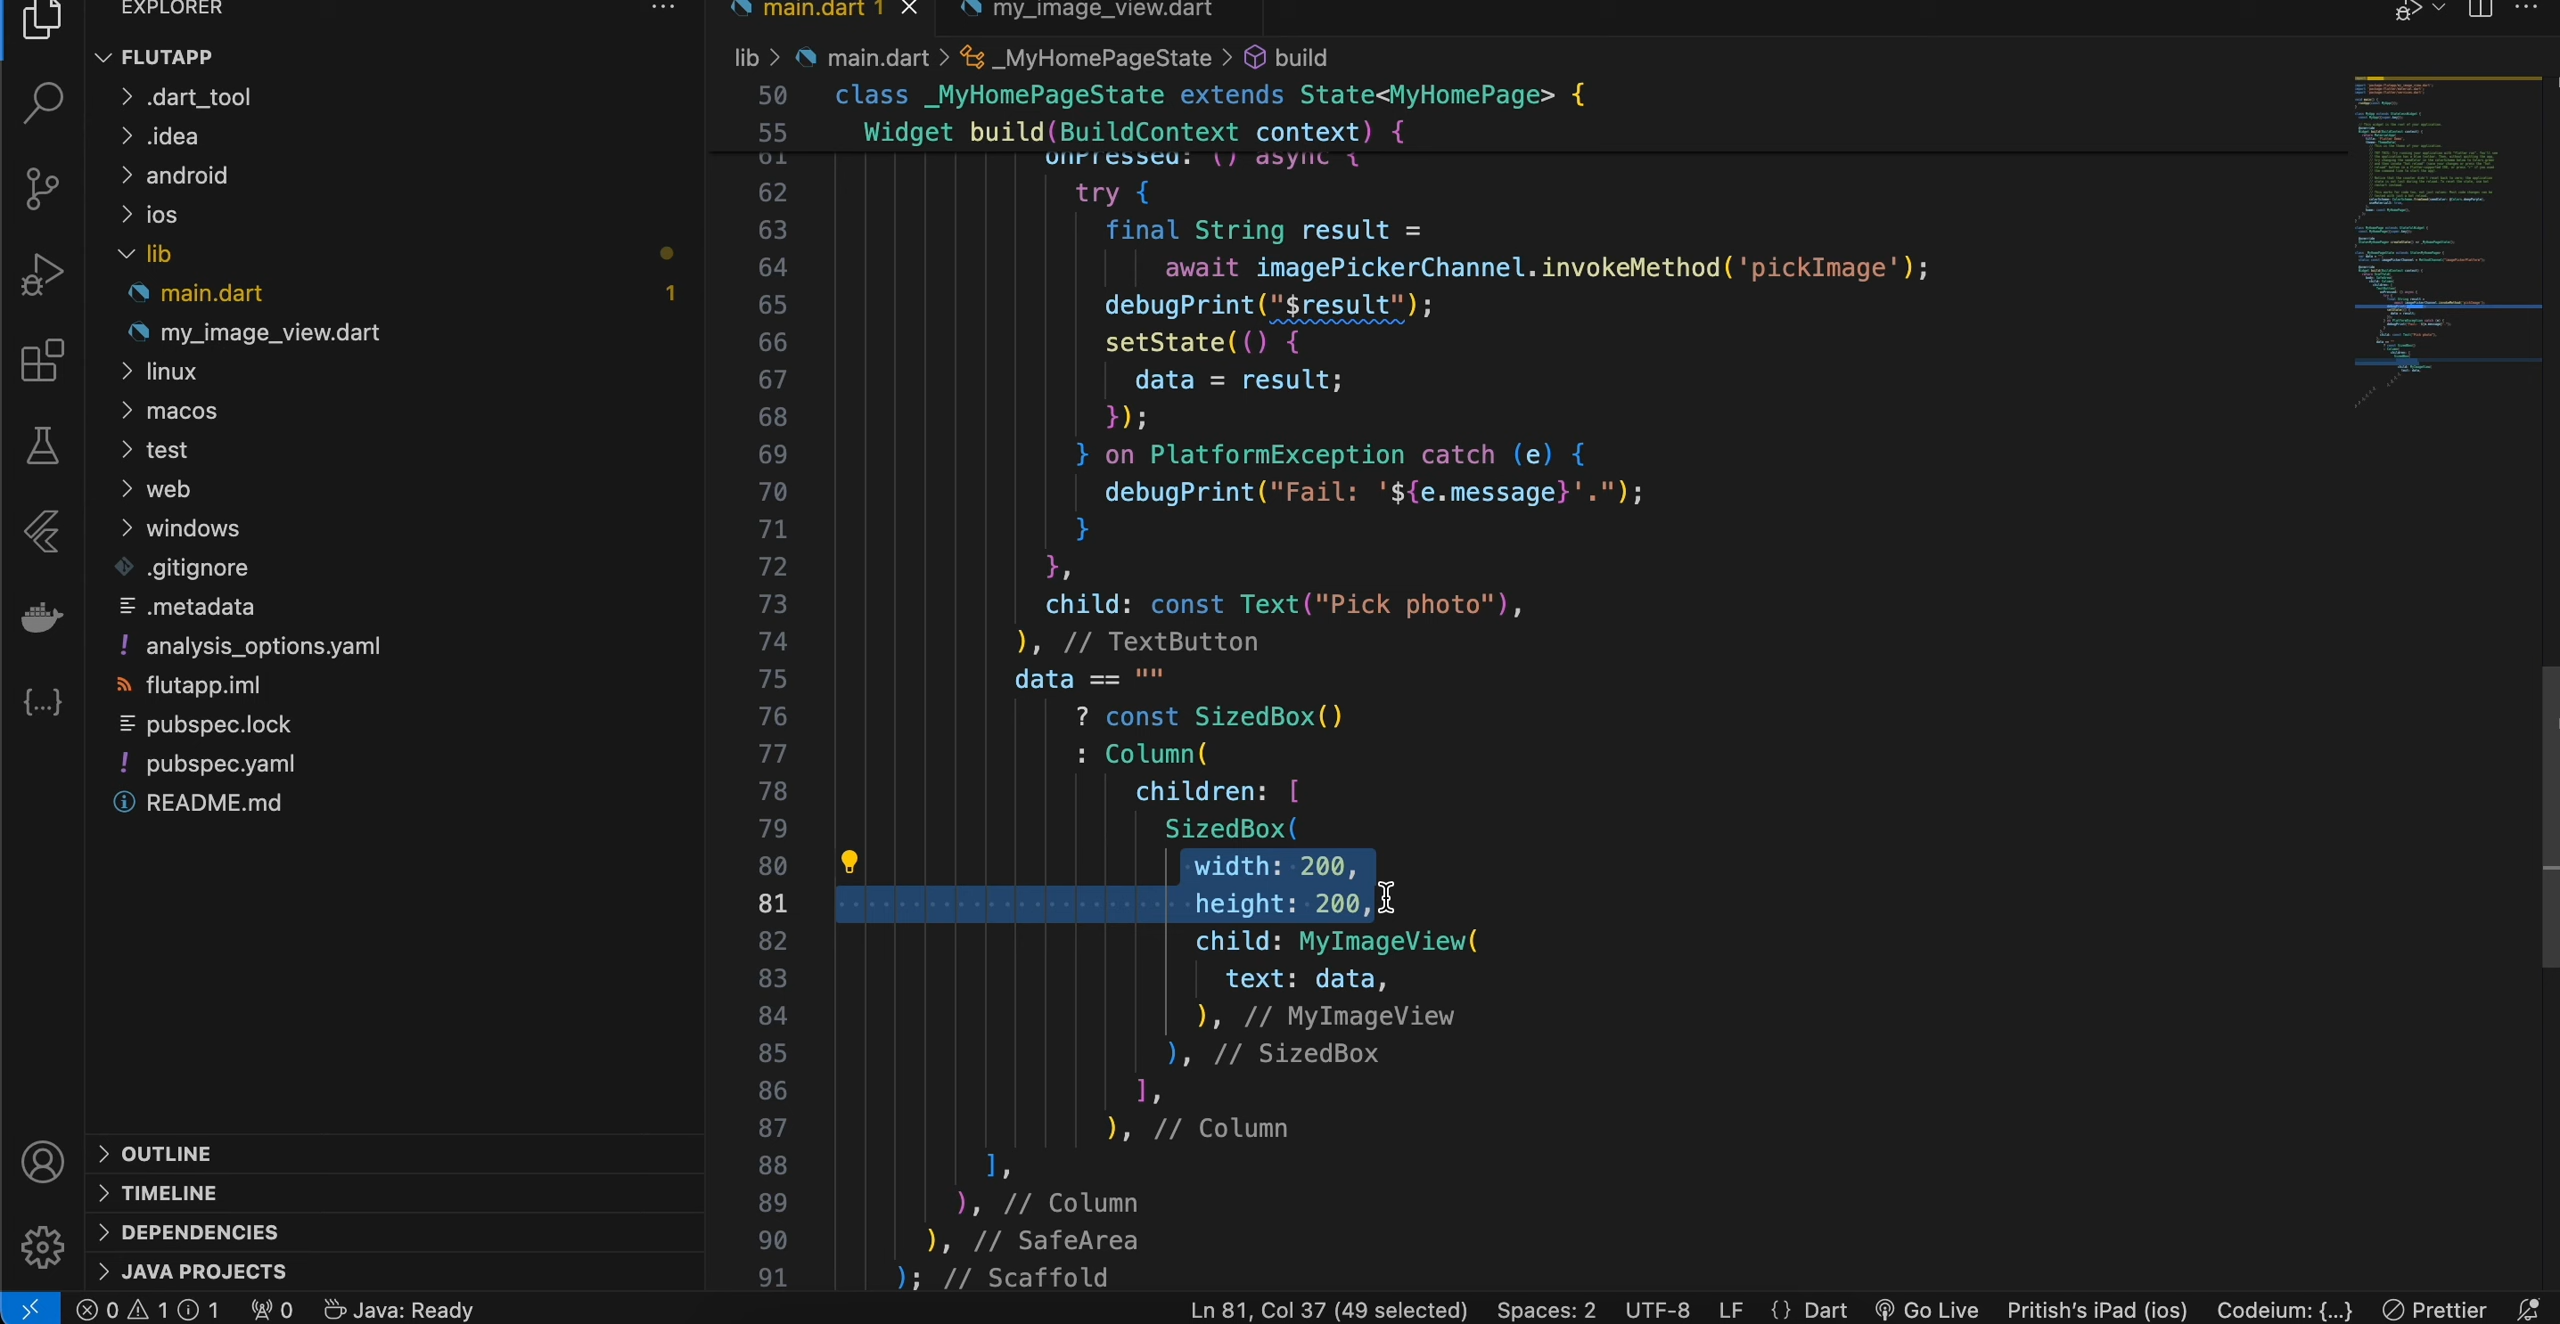 EXPLORER
FLUTAPP
.dart_tool
.idea
android
ios
lib
main.dart 1
my_image_view.dart
linux
macos
test
web
windows
.gitignore
.metadata
analysis_options.yaml
flutapp.iml
pubspec.lock
pubspec.yaml
README.md
OUTLINE
TIMELINE
DEPENDENCIES
JAVA PROJECTS
main.dart 1
my_image_view.dart
lib > main.dart > _MyHomePageState > build
50 class _MyHomePageState extends State<MyHomePage> {
55 Widget build(BuildContext context) {
61 onPressed: () async {
62 try {
63 final String result =
64 await imagePickerChannel.invokeMethod('pickImage');
65 debugPrint("$result");
66 setState(() {
67 data = result;
68 });
69 } on PlatformException catch (e) {
70 debugPrint("Fail: '${e.message}'.");
71 }
72 },
73 child: const Text("Pick photo"),
74 ), // TextButton
75 data == ""
76 ? const SizedBox()
77 : Column(
78 children: [
79 SizedBox(
80 width: 200,
81 height: 200,
82 child: MyImageView(
83 text: data,
84 ), // MyImageView
85 ), // SizedBox
86 ],
87 ), // Column
88 ],
89 ), // Column
90 ), // SafeArea
91 ); // Scaffold
0 1 1 0 Java: Ready Ln 81, Col 37 (49 selected) Spaces: 2 UTF-8 LF {} Dart Go Live Pritish's iPad (ios) Codeium: {...} Prettier